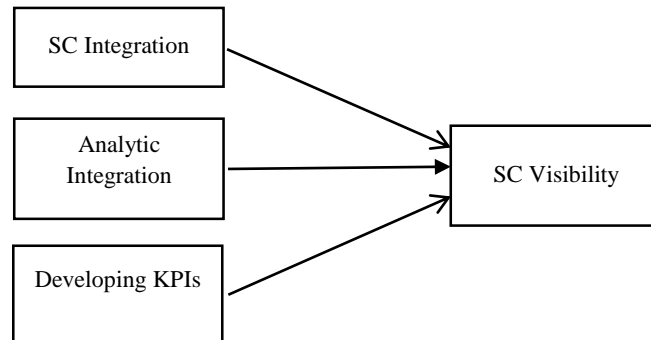 SC Integration
Analytic
Integration
SC Visibility
Developing KPIs